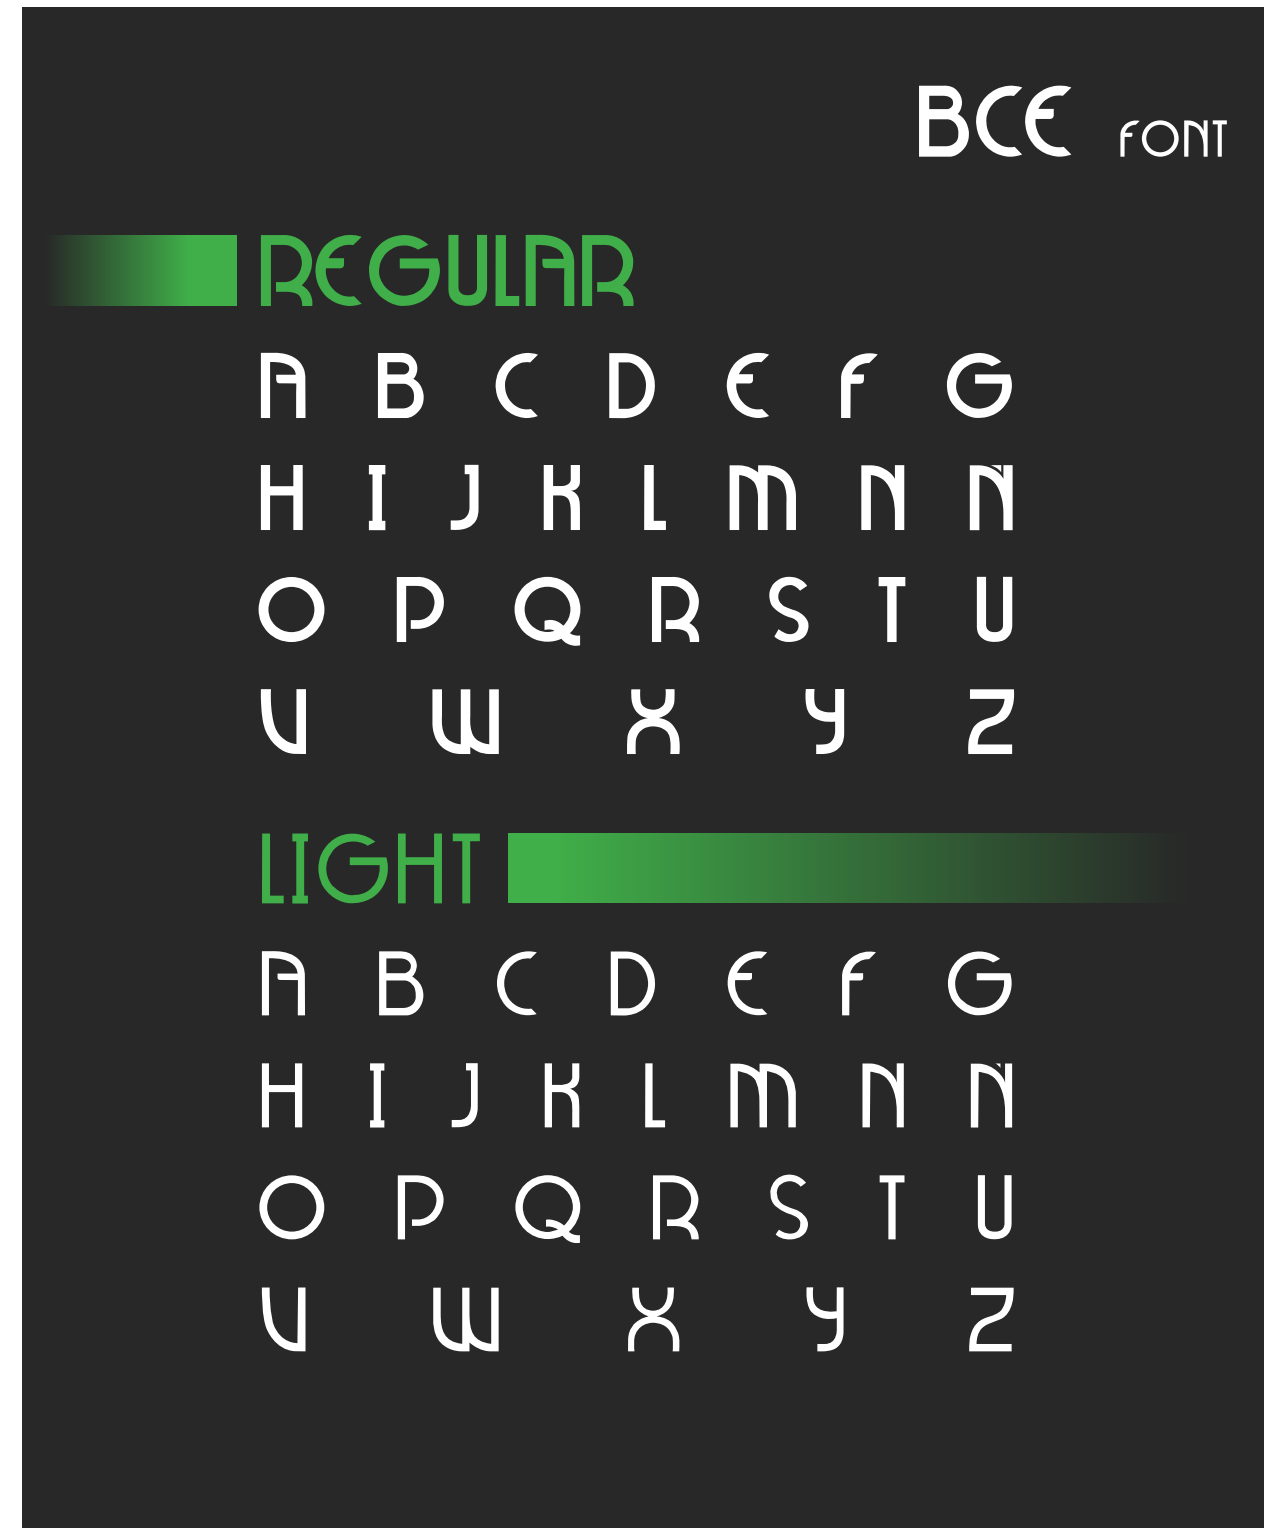 BCE FONT
REGULAR
A B C D E F G
H I J K L M N Ñ
O P Q R S T U
V W X Y Z
LIGHT
A B C D E F G
H I J K L M N Ñ
O P Q R S T U
V W X Y Z